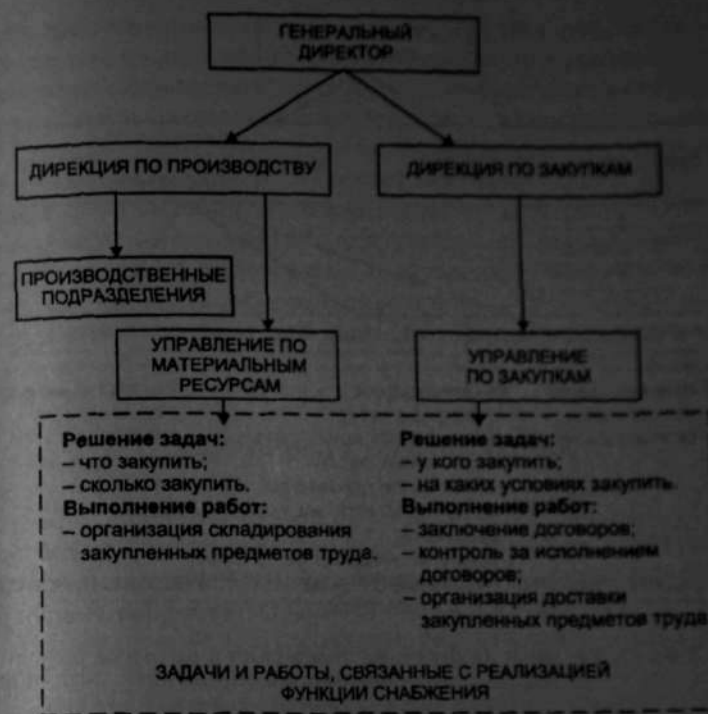 ГЕНЕРАЛЬНЫЙ
ДИРЕКТОР
ДИРЕКЦИЯ ПО ПРОИЗВОДСТВУ
ДИРЕКЦИЯ ПО ЗАКУПКАМ
ПРОИЗВОДСТВЕННЫЕ
ПОДРАЗДЕЛЕНИЯ
УПРАВЛЕНИЕ ПО
МАТЕРИАЛЬНЫМ
РЕСУРСАМ
УПРАВЛЕНИЕ
ПО ЗАКУПКАМ
Решение задач:
– что закупить;
– сколько закупить.
Выполнение работ:
– организация складирования
закупленных предметов труда.
Решение задач:
– у кого закупить;
– на каких условиях закупить.
Выполнение работ:
– заключение договоров;
– контроль за исполнением
договоров;
– организация доставки
закупленных предметов труда
ЗАДАЧИ И РАБОТЫ, СВЯЗАННЫЕ С РЕАЛИЗАЦИЕЙ
ФУНКЦИИ СНАБЖЕНИЯ